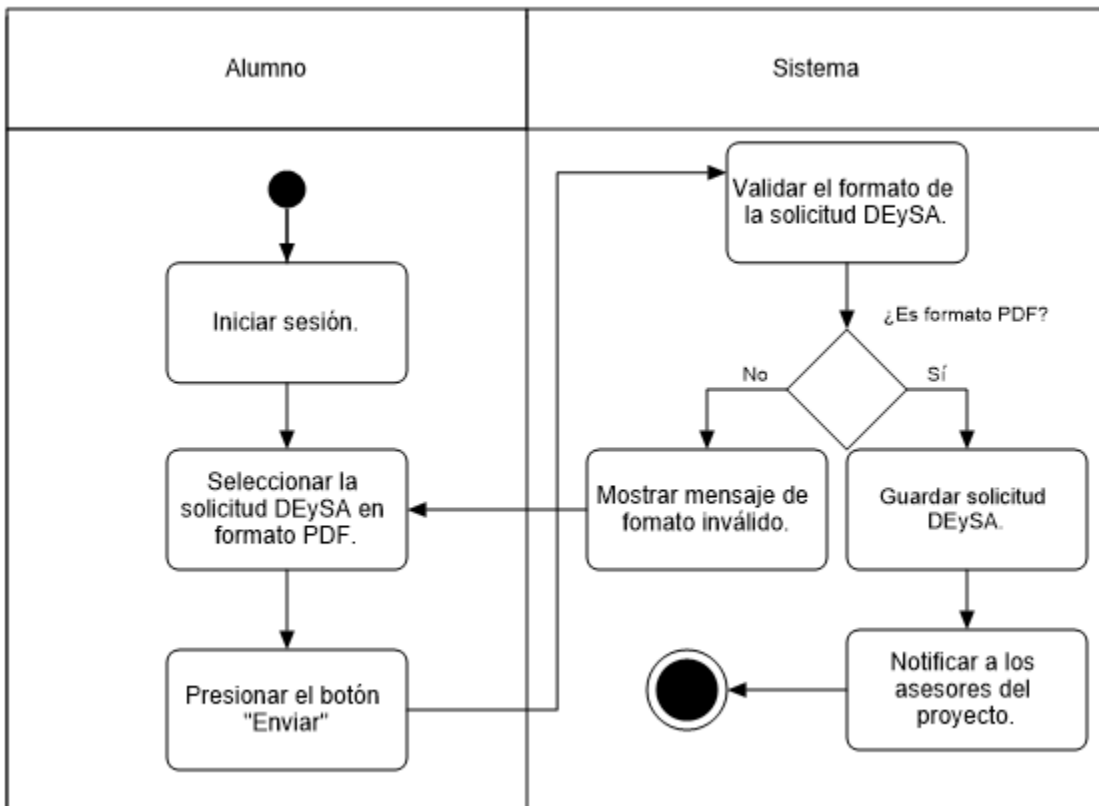 Alumno
Sistema
Iniciar sesión.
Seleccionar la
solicitud DEySA en
formato PDF.
Presionar el botón
"Enviar"
Validar el formato de
la solicitud DEySA.
¿Es formato PDF?
No
Sí
Mostrar mensaje de
fomato inválido.
Guardar solicitud
DEySA.
Notificar a los
asesores del
proyecto.